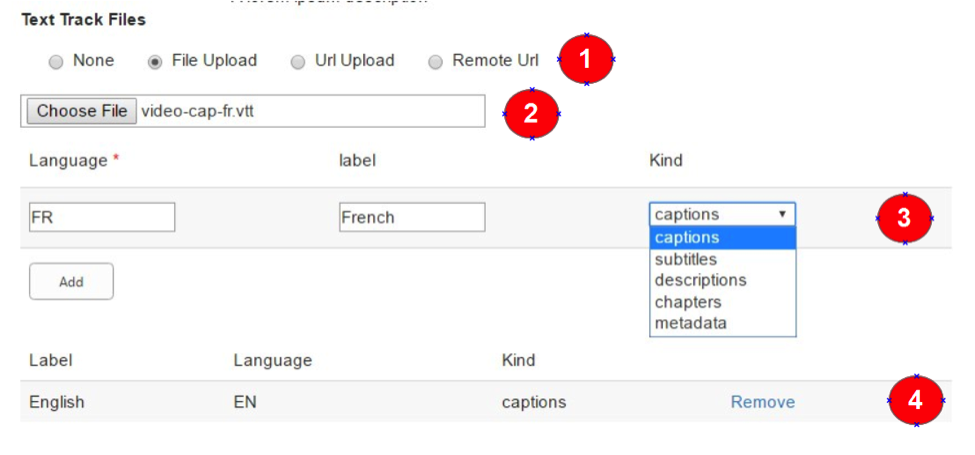 Text Track Files
None File Upload Url Upload Remote Url 1
Choose File video-cap-fr.vtt 2
Language * label Kind
FR French captions 3
captions
subtitles
descriptions
chapters
metadata
Add
Label Language Kind
English EN captions Remove 4